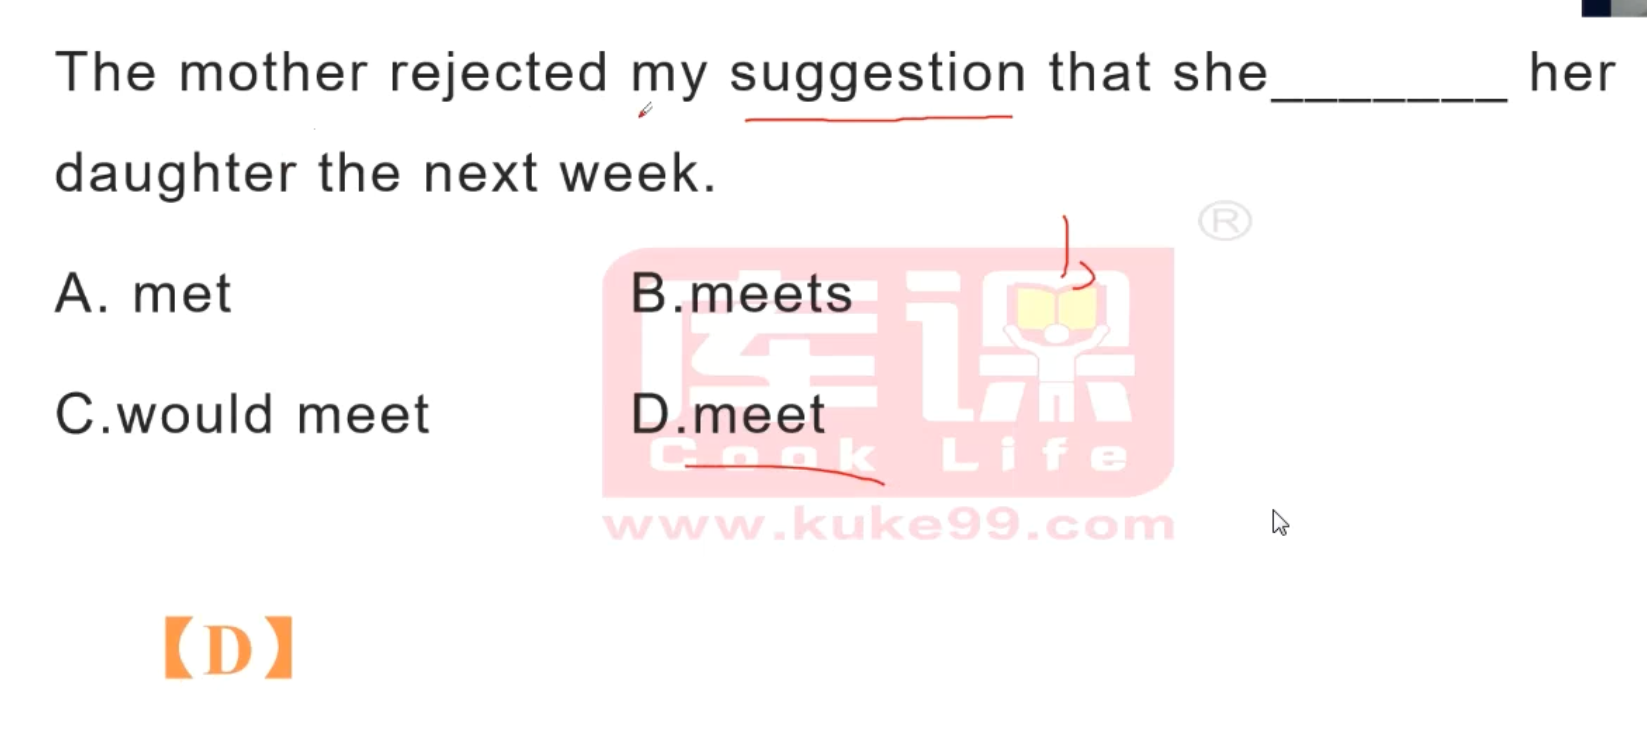 The mother rejected my suggestion that she_______ her
daughter the next week.
®
A. met B.meets
库课
C.would meet D.meet
Cook Life
www.kuke99.com
【D】